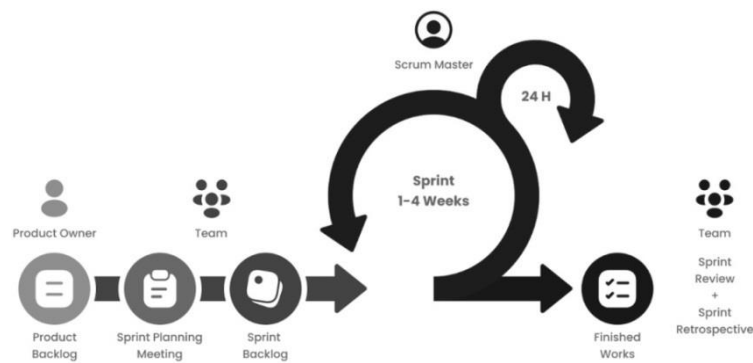 Scrum Master
24 H
Sprint
1-4 Weeks
Product Owner
Team
Team
Product
Backlog
Sprint Planning
Meeting
Sprint
Backlog
Finished
Works
Sprint
Review
+
Sprint
Retrospective